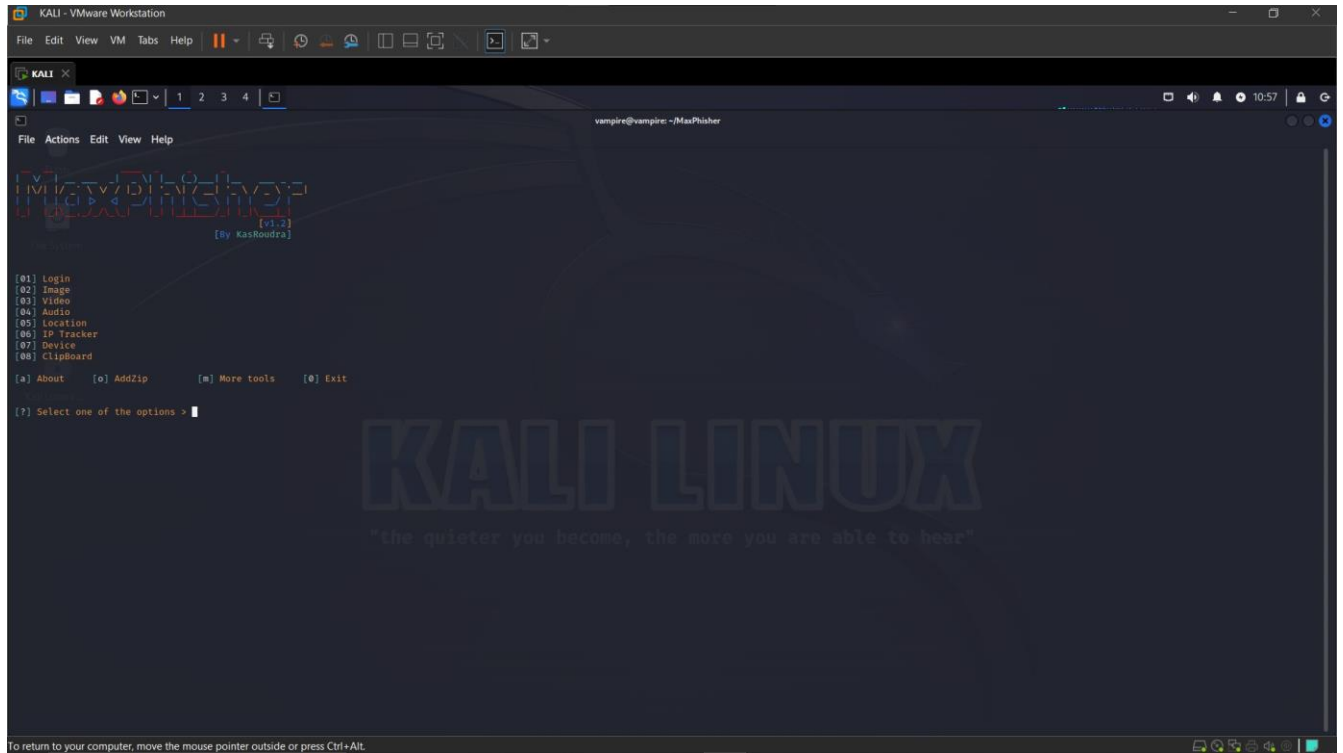 KALI - VMware Workstation
File Edit View VM Tabs Help
KALI
1 2 3 4
10:57
vampire@vampire: ~/MaxPhisher
File Actions Edit View Help
MaxPhisher
[v1.2]
[By KasRoudra]
[01] Login
[02] Image
[03] Video
[04] Audio
[05] Location
[06] IP Tracker
[07] Device
[08] ClipBoard
[a] About [o] AddZip [m] More tools [0] Exit
[?] Select one of the options >
KALI LINUX
"the quieter you become, the more you are able to hear"
To return to your computer, move the mouse pointer outside or press Ctrl+Alt.